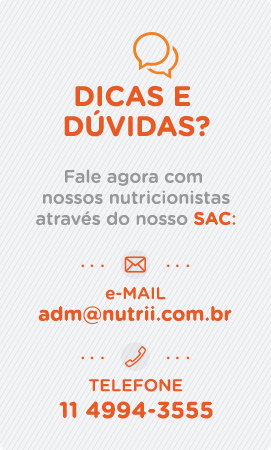 DICAS E
DÚVIDAS?
Fale agora com
nossos nutricionistas
através do nosso SAC:
e-MAIL
adm@nutrii.com.br
TELEFONE
11 4994-3555